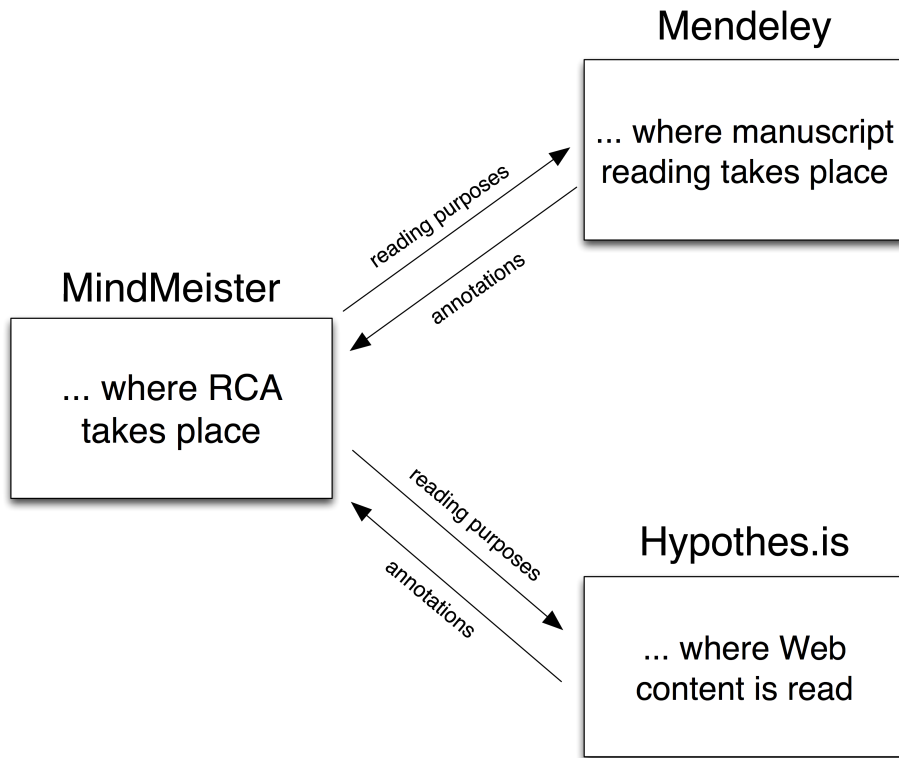 Mendeley
... where manuscript
reading takes place
reading purposes
annotations
MindMeister
... where RCA
takes place
reading purposes
annotations
Hypothes.is
... where Web
content is read